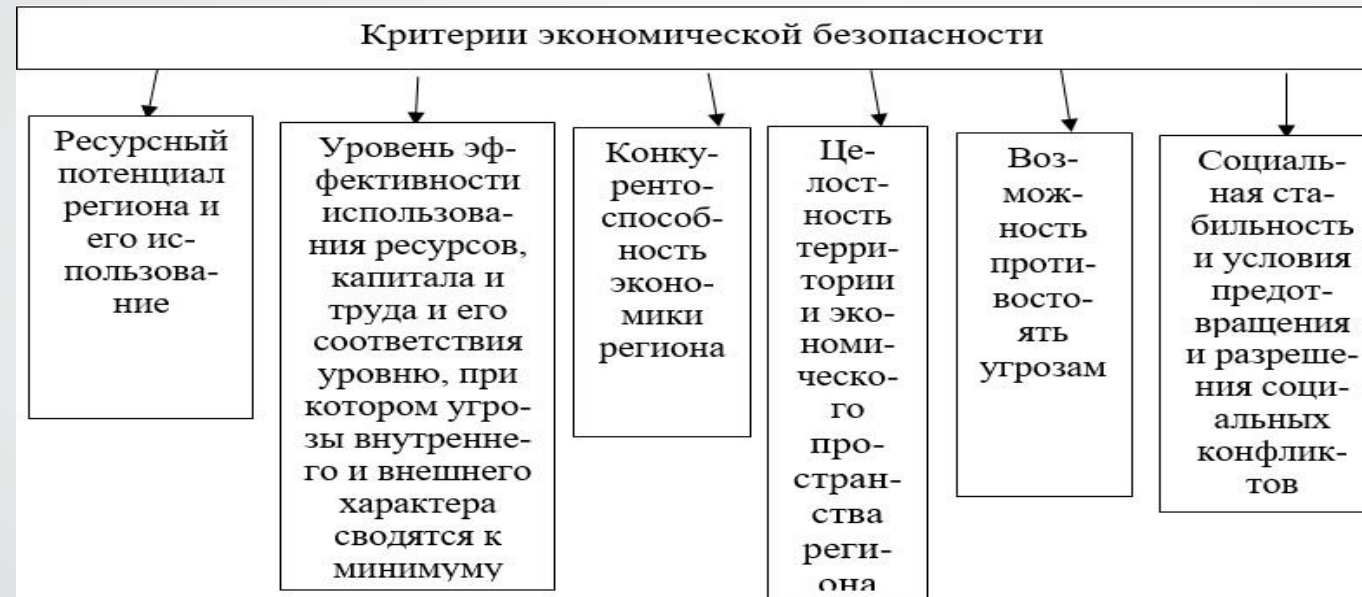 Критерии экономической безопасности
Ресурсный
потенциал
региона и
его ис-
пользова-
ние
Уровень эф-
фективности
использова-
ния ресурсов,
капитала и
труда и его
соответствия
уровню, при
котором угро-
зы внутренне-
го и внешнего
характера
сводятся к
минимуму
Конку-
ренто-
способ-
ность
эконо-
мики
региона
Це-
лост-
ность
терри-
тории
и эко-
номи-
ческо-
го
про-
стран-
ства
реги-
она
Воз-
мож-
ность
проти-
восто-
ять
угрозам
Социаль-
ная ста-
бильность
и условия
предот-
вращения
и разреше-
ния соци-
альных
конфлик-
тов